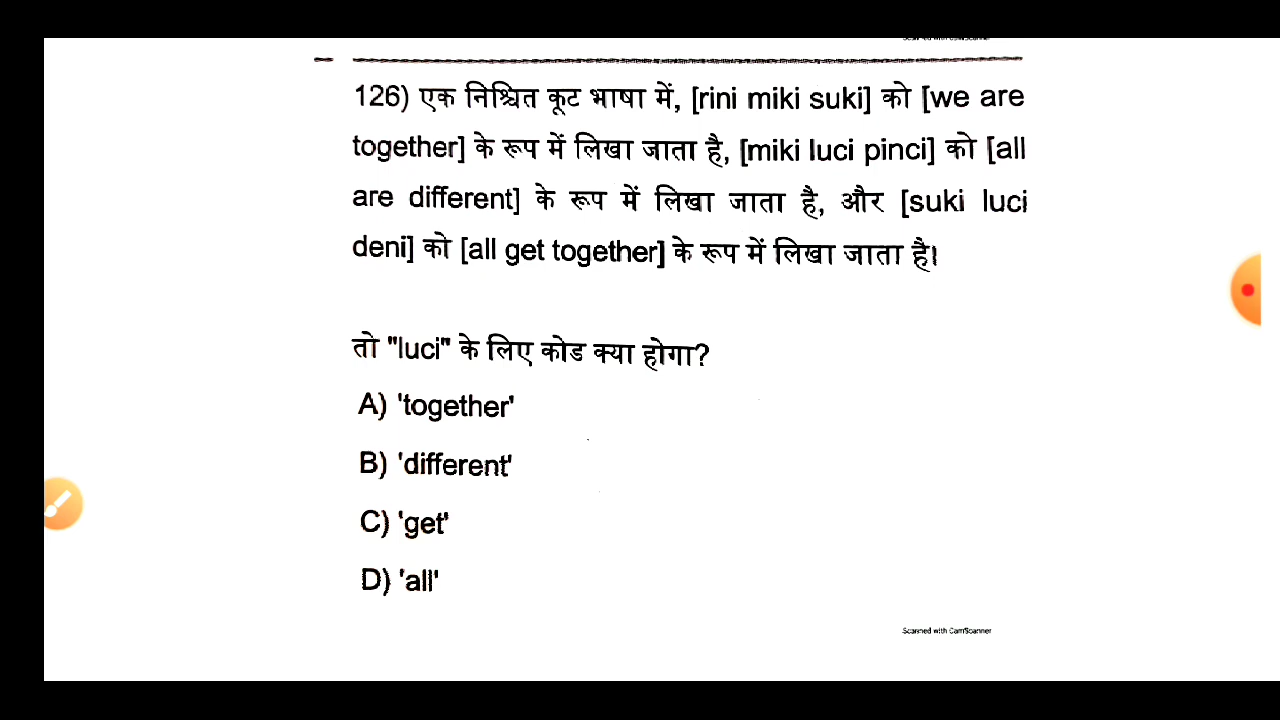 126) एक निश्चित कूट भाषा में, [rini miki suki] को [we are
together] के रूप में लिखा जाता है, [miki luci pinci] को [all
are different] के रूप में लिखा जाता है, और [suki luci
deni] को [all get together] के रूप में लिखा जाता है।
तो "luci" के लिए कोड क्या होगा?
A) 'together'
B) 'different'
C) 'get'
D) 'all'
Scanned with CamScanner